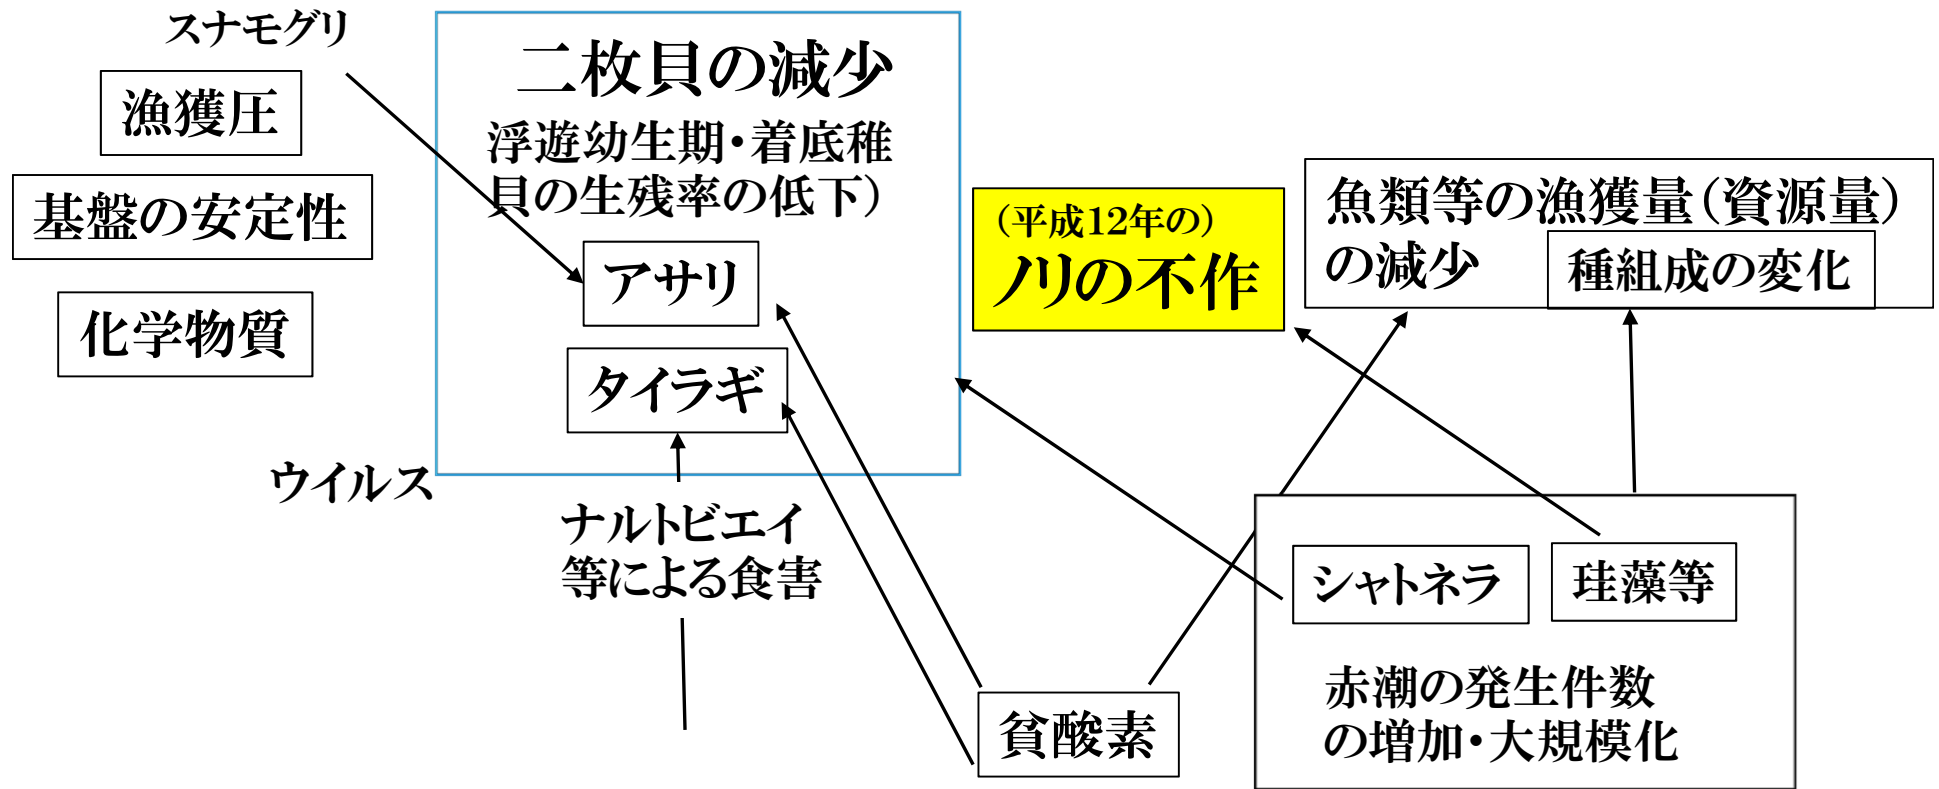 スナモグリ
漁獲圧
基盤の安定性
化学物質
ウイルス
二枚貝の減少
浮遊幼生期・着底稚
貝の生残率の低下）
アサリ
タイラギ
ナルトビエイ
等による食害
（平成12年の）
ノリの不作
魚類等の漁獲量（資源量）
の減少
種組成の変化
シャトネラ
珪藻等
赤潮の発生件数
の増加・大規模化
貧酸素